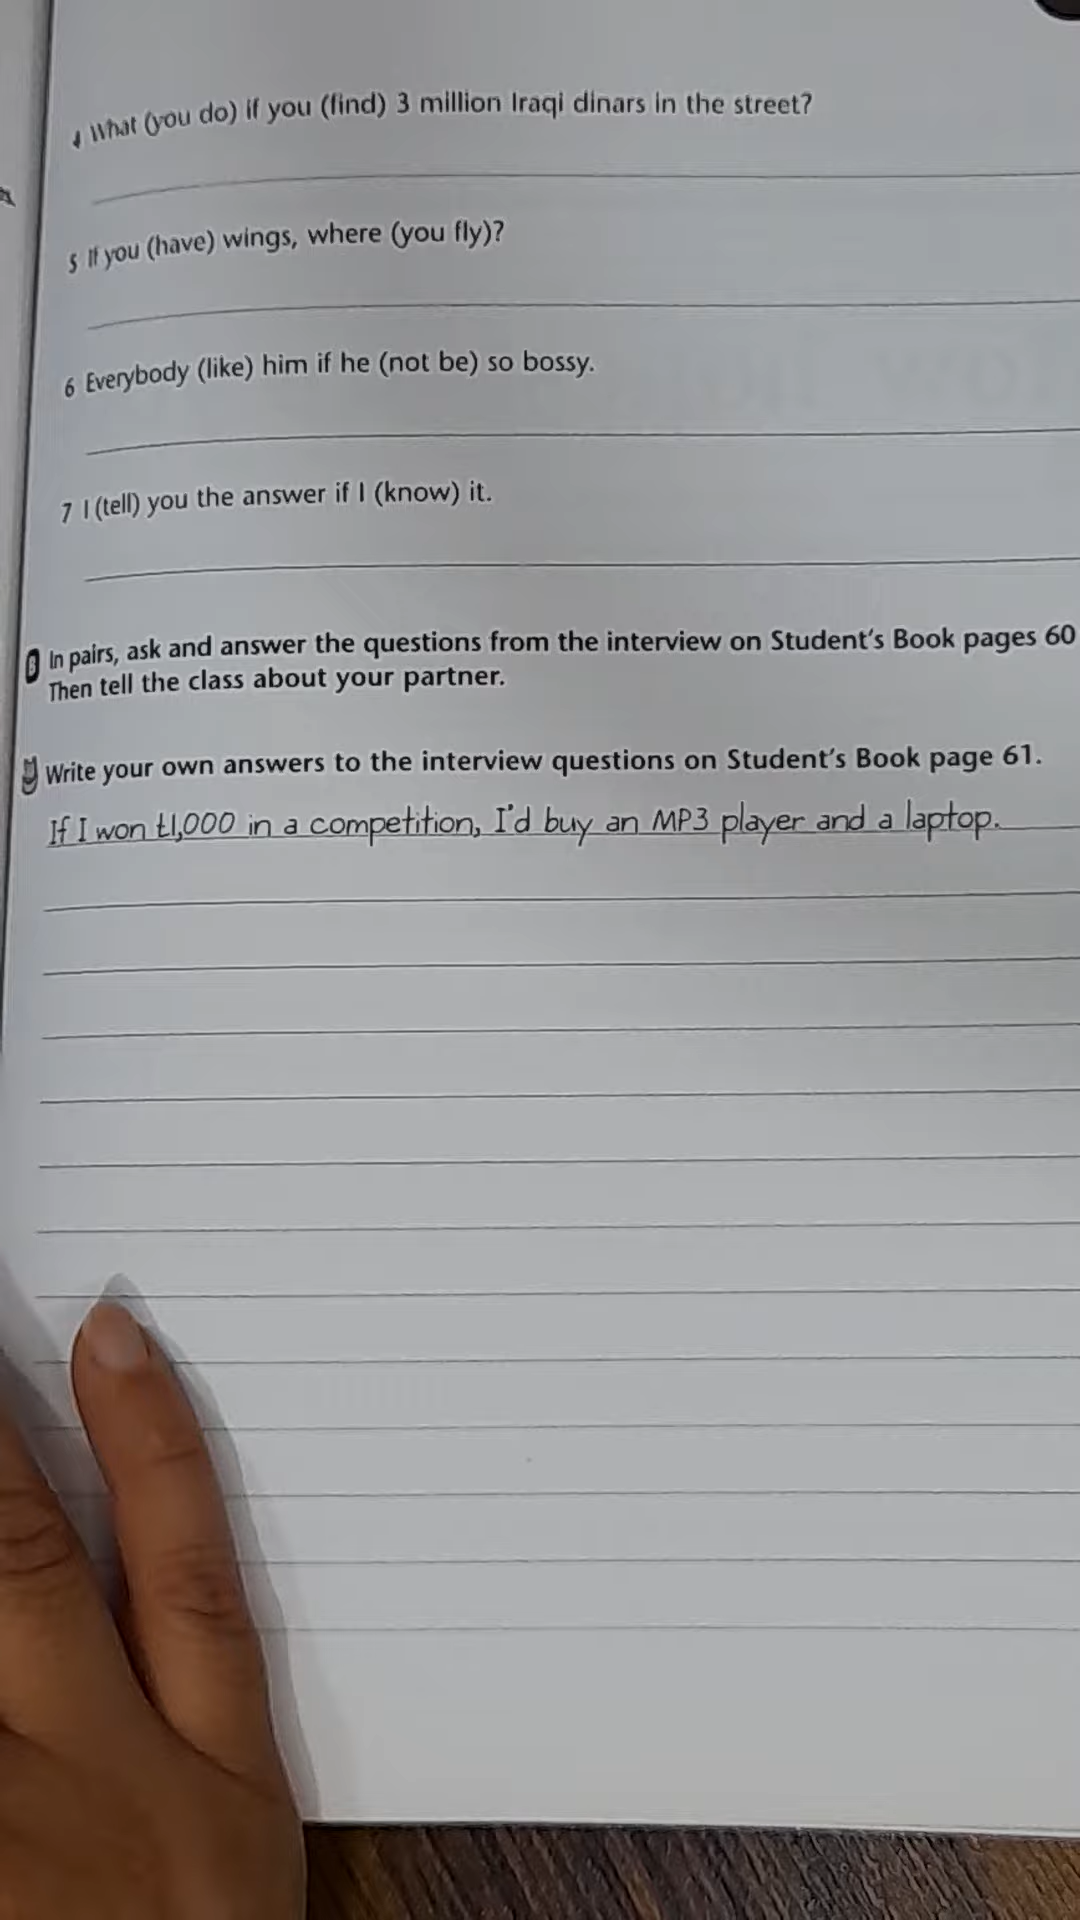 4 What (you do) if you (find) 3 million Iraqi dinars in the street?
5 If you (have) wings, where (you fly)?
6 Everybody (like) him if he (not be) so bossy.
7 I (tell) you the answer if I (know) it.
B In pairs, ask and answer the questions from the interview on Student's Book pages 60
Then tell the class about your partner.
Write your own answers to the interview questions on Student's Book page 61.
If I won £1,000 in a competition, I'd buy an MP3 player and a laptop.